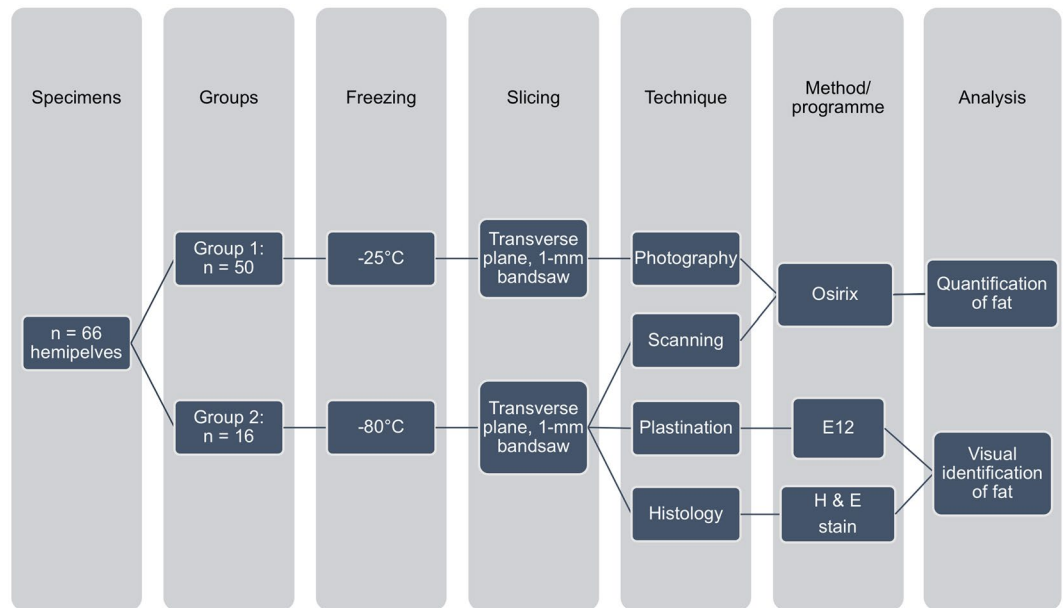 Specimens
Groups
Freezing
Slicing
Technique
Method/
programme
Analysis
n = 66
hemipelves
Group 1:
n = 50
Group 2:
n = 16
-25°C
-80°C
Transverse
plane, 1-mm
bandsaw
Transverse
plane, 1-mm
bandsaw
Photography
Scanning
Plastination
Histology
Osirix
E12
H & E
stain
Quantification
of fat
Visual
identification
of fat